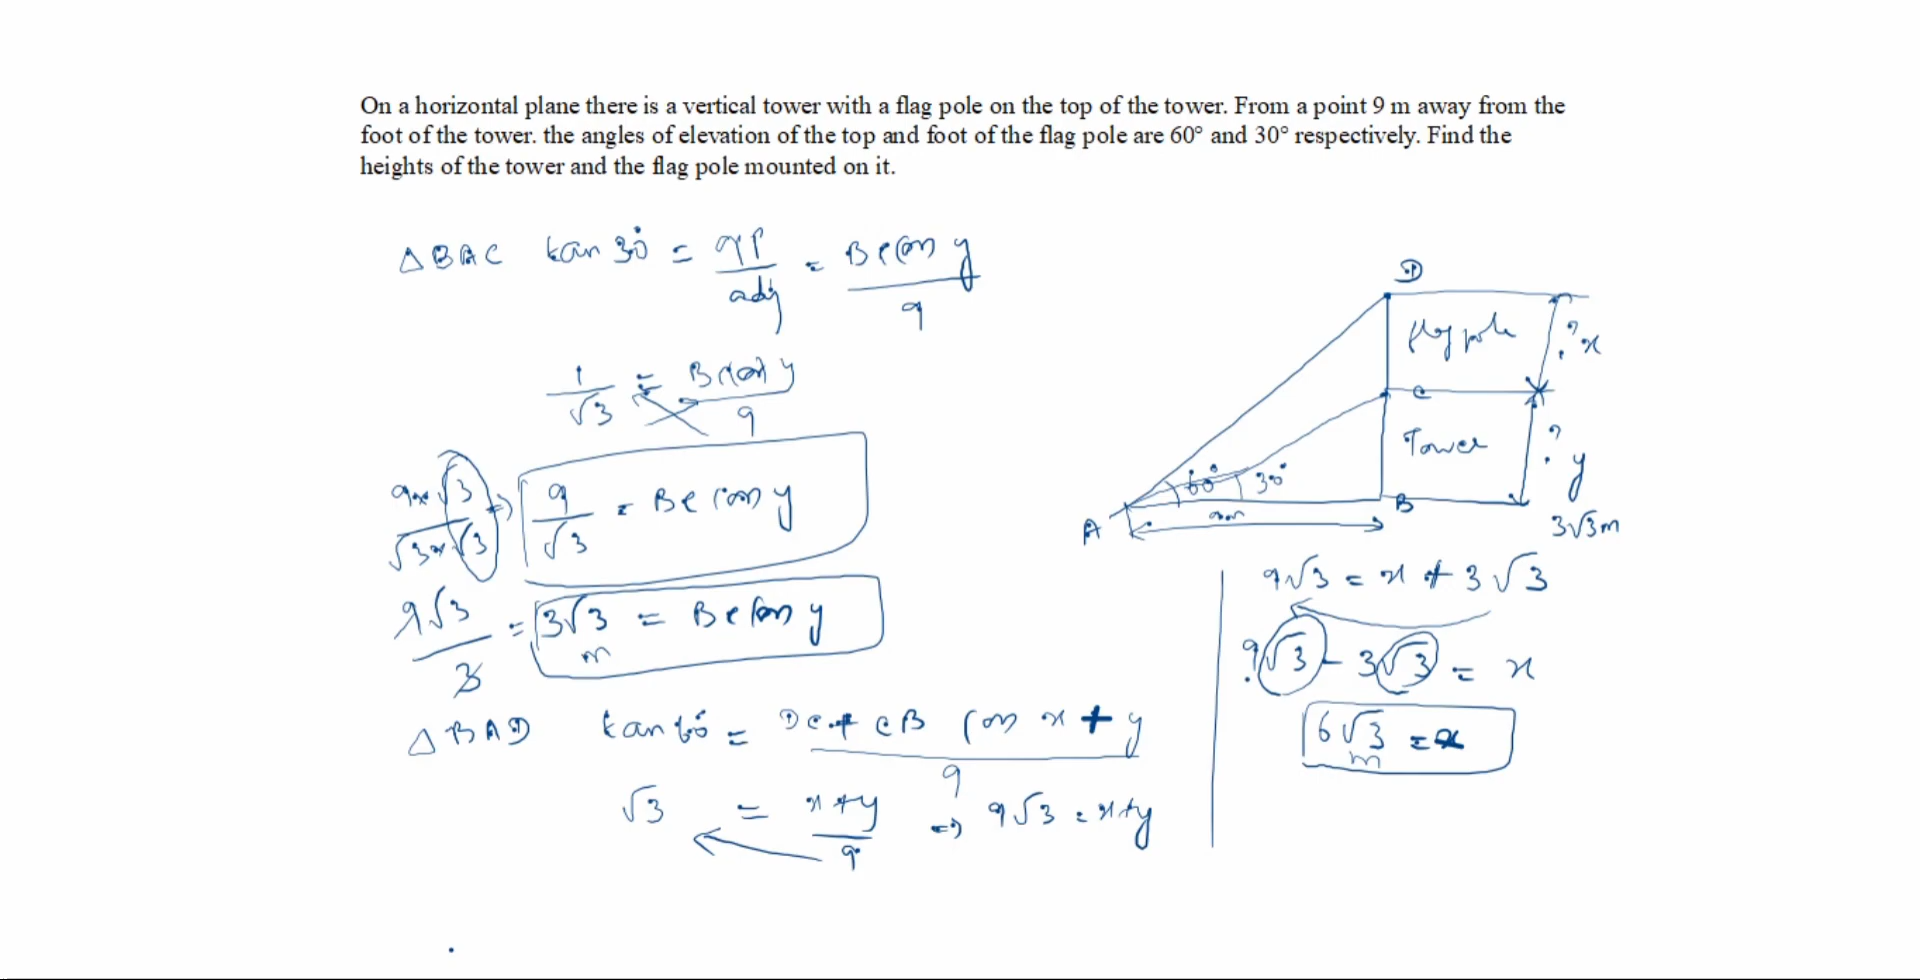 On a horizontal plane there is a vertical tower with a flag pole on the top of the tower. From a point 9 m away from the
foot of the tower. the angles of elevation of the top and foot of the flag pole are 60° and 30° respectively. Find the
heights of the tower and the flag pole mounted on it.
△BAC tan 30° = opp/adj = BC (or) y/9
1/√3 = BC (or) y/9
9×√3/√3×√3 ⇒ 9/√3 = BC (or) y
9√3/3 = 3√3 m = BC (or) y
△BAD tan 60° = DC + CB (or) x + y/9
√3 = x+y/9 ⇒ 9√3 = x+y
D
flag pole ? x
C
Tower ? y
60° 30°
A 9m B
3√3m
9√3 = x + 3√3
9√3 - 3√3 = x
6√3 m = x